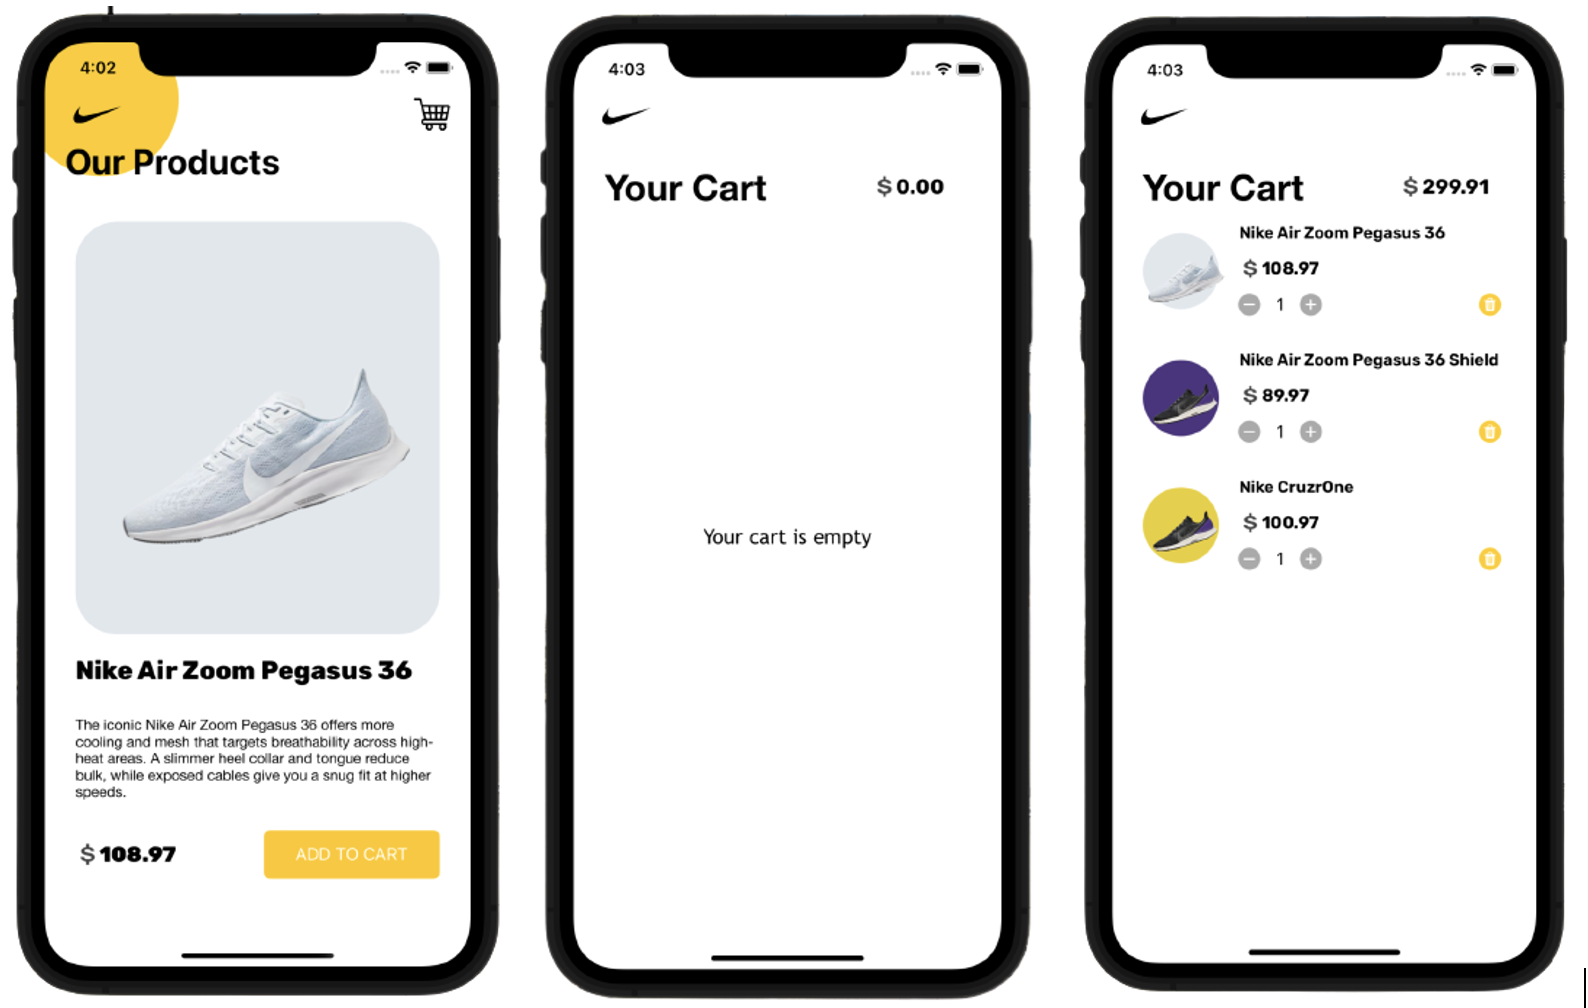 4:02
Our Products
Nike Air Zoom Pegasus 36
The iconic Nike Air Zoom Pegasus 36 offers more
cooling and mesh that targets breathability across high-
heat areas. A slimmer heel collar and tongue reduce
bulk, while exposed cables give you a snug fit at higher
speeds.
$ 108.97
ADD TO CART
4:03
Your Cart
$ 0.00
Your cart is empty
4:03
Your Cart
$ 299.91
Nike Air Zoom Pegasus 36
$ 108.97
1
Nike Air Zoom Pegasus 36 Shield
$ 89.97
1
Nike CruzrOne
$ 100.97
1